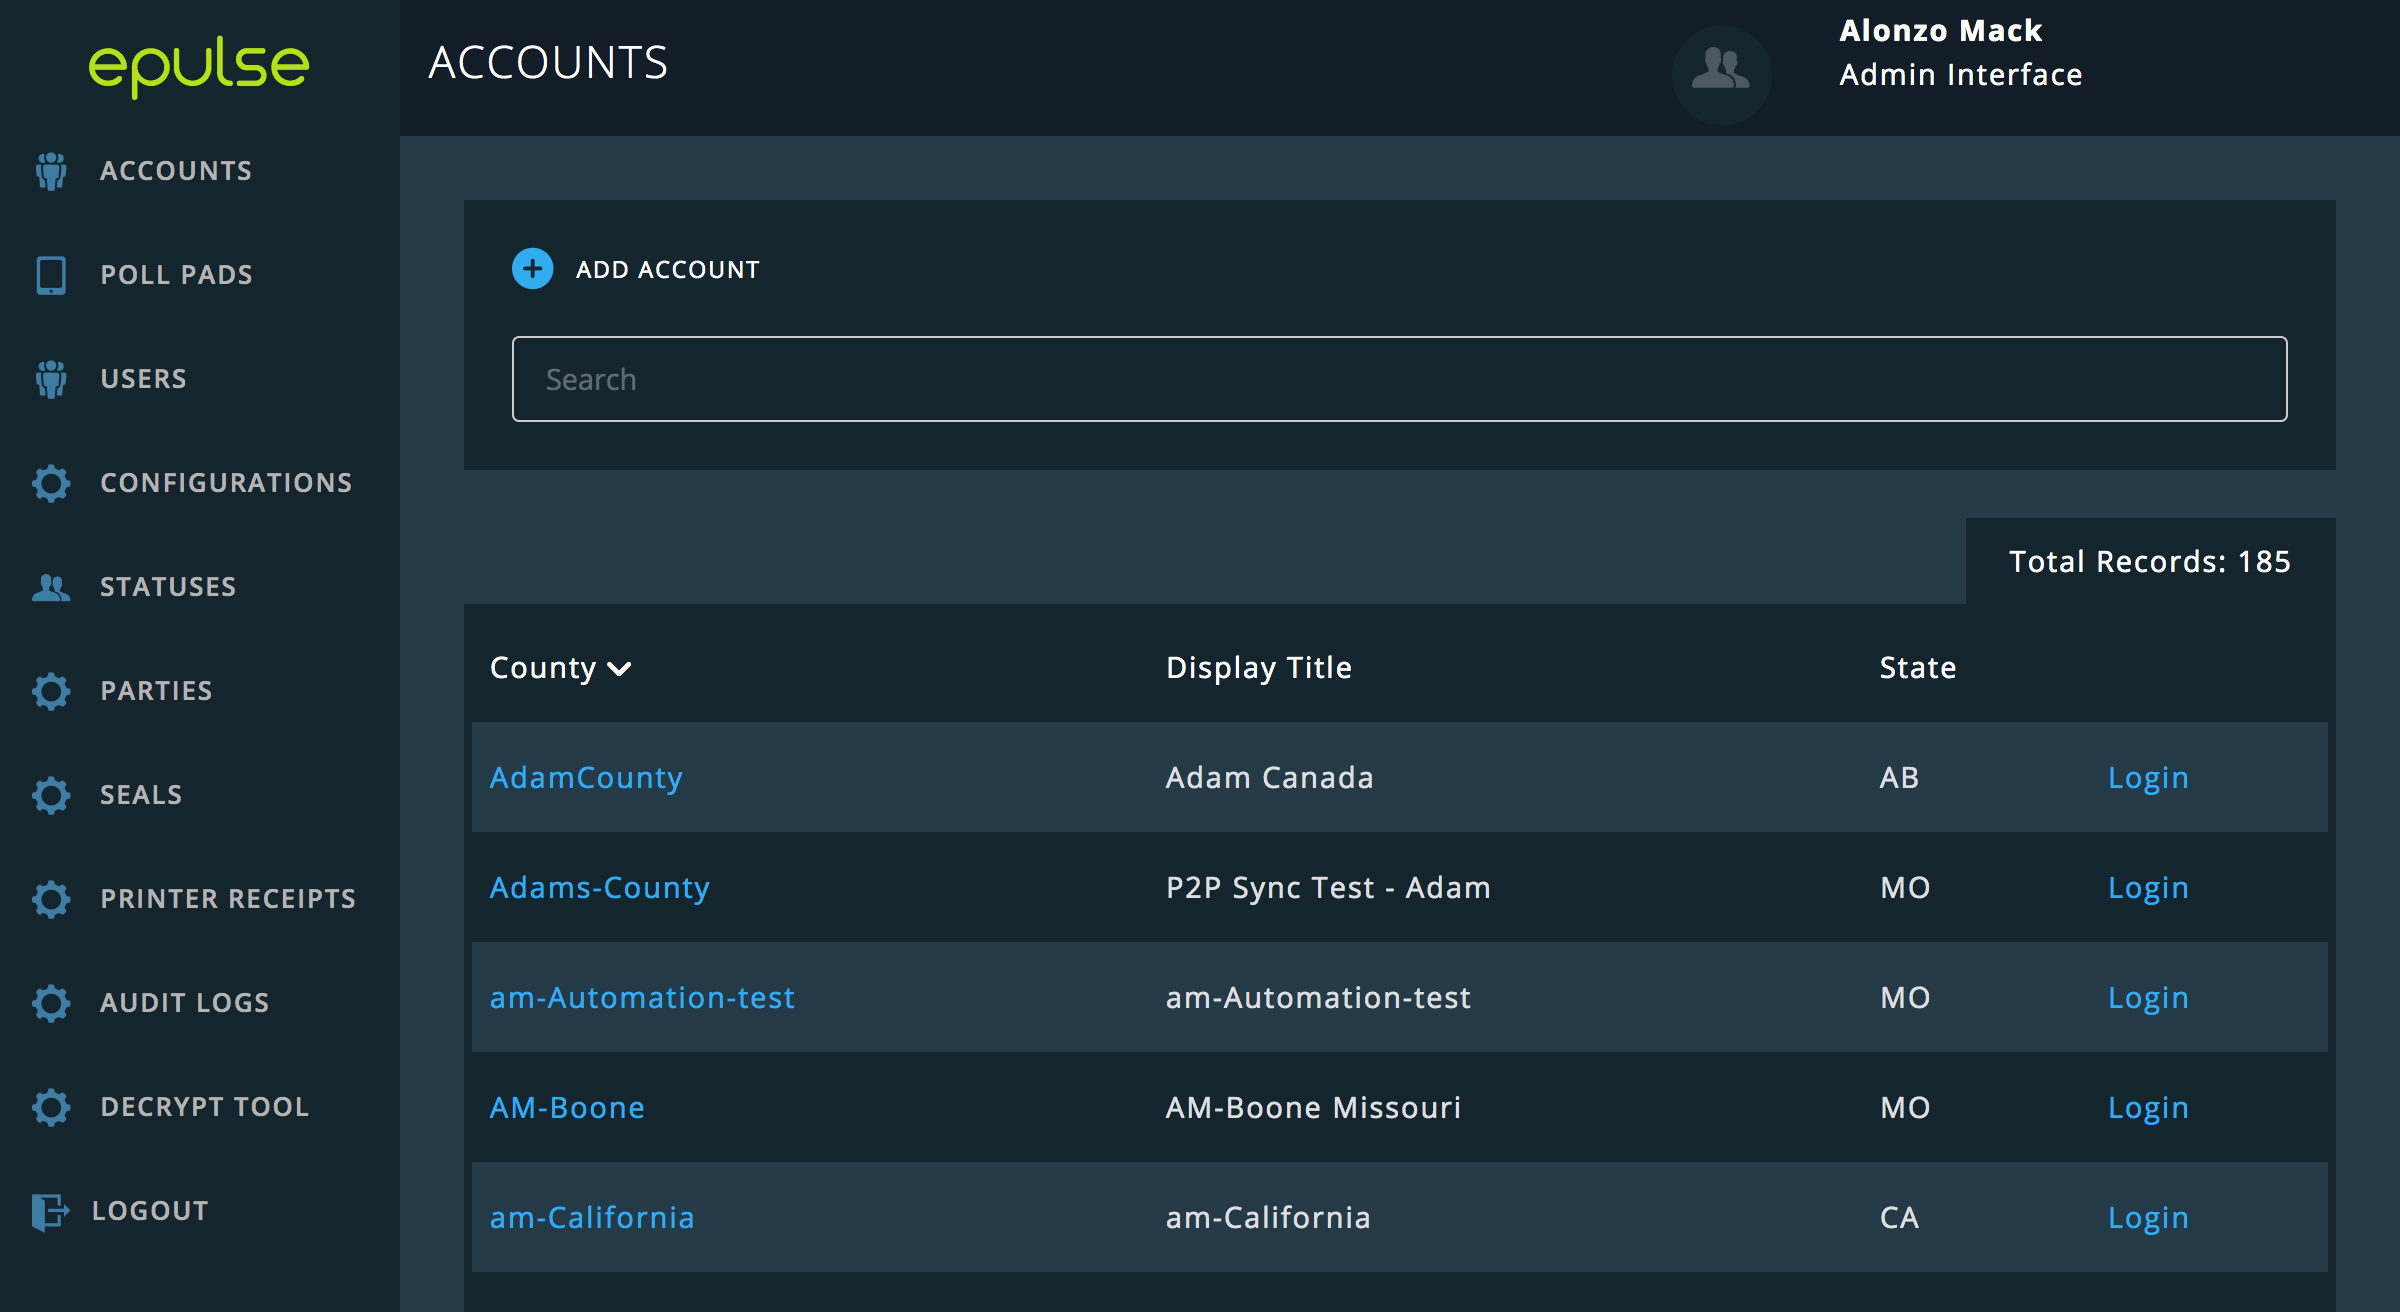 epulse
ACCOUNTS
POLL PADS
USERS
CONFIGURATIONS
STATUSES
PARTIES
SEALS
PRINTER RECEIPTS
AUDIT LOGS
DECRYPT TOOL
LOGOUT
ACCOUNTS
Alonzo Mack
Admin Interface
ADD ACCOUNT
Search
Total Records: 185
County Display Title State
AdamCounty Adam Canada AB Login
Adams-County P2P Sync Test - Adam MO Login
am-Automation-test am-Automation-test MO Login
AM-Boone AM-Boone Missouri MO Login
am-California am-California CA Login